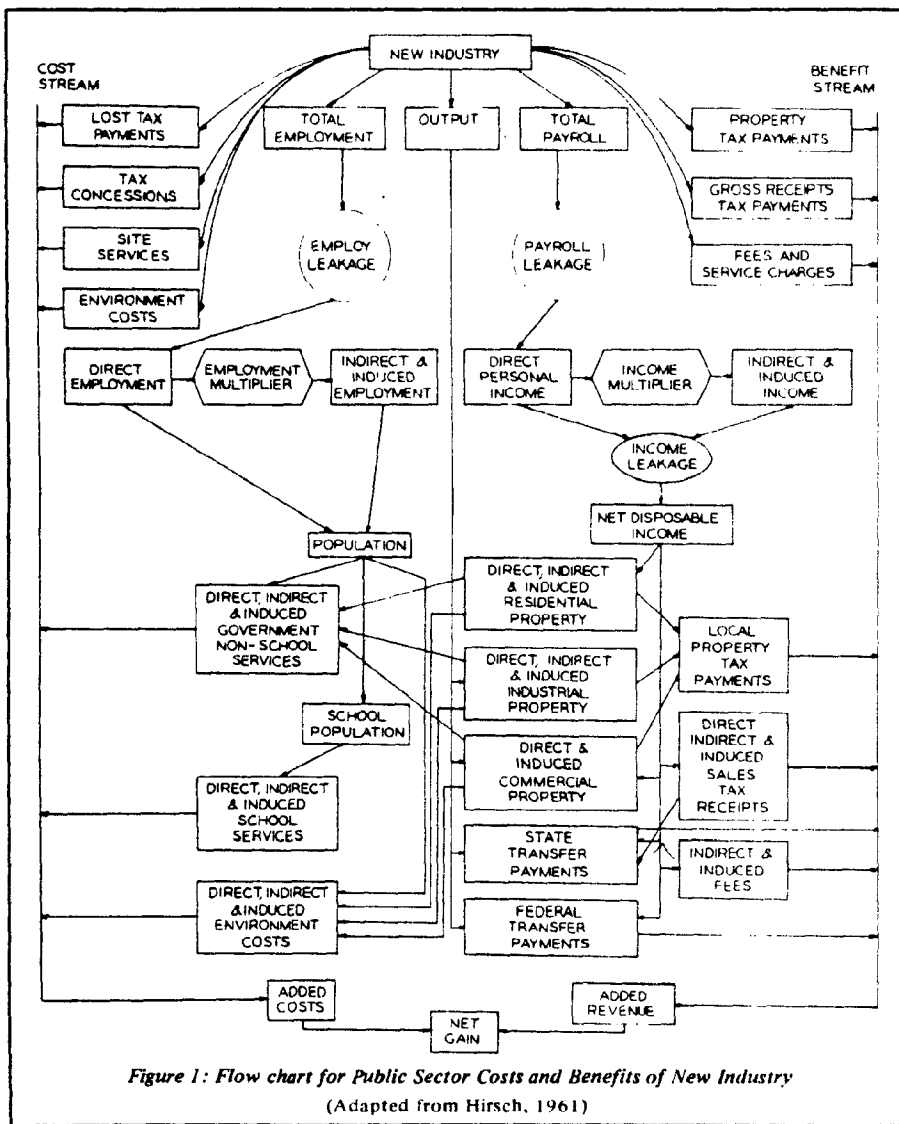 NEW INDUSTRY
COST
STREAM
BENEFIT
STREAM
LOST TAX
PAYMENTS
TOTAL
EMPLOYMENT
OUTPUT
TOTAL
PAYROLL
PROPERTY
TAX PAYMENTS
TAX
CONCESSIONS
GROSS RECEIPTS
TAX PAYMENTS
SITE
SERVICES
EMPLOY
LEAKAGE
PAYROLL
LEAKAGE
FEES AND
SERVICE CHARGES
ENVIRONMENT
COSTS
DIRECT
EMPLOYMENT
EMPLOYMENT
MULTIPLIER
INDIRECT &
INDUCED
EMPLOYMENT
DIRECT
PERSONAL
INCOME
INCOME
MULTIPLIER
INDIRECT &
INDUCED
INCOME
INCOME
LEAKAGE
NET DISPOSABLE
INCOME
POPULATION
DIRECT, INDIRECT
& INDUCED
GOVERNMENT
NON-SCHOOL
SERVICES
DIRECT, INDIRECT
& INDUCED
RESIDENTIAL
PROPERTY
LOCAL
PROPERTY
TAX
PAYMENTS
DIRECT, INDIRECT
& INDUCED
INDUSTRIAL
PROPERTY
SCHOOL
POPULATION
DIRECT &
INDUCED
COMMERCIAL
PROPERTY
DIRECT
INDIRECT &
INDUCED
SALES
TAX
RECEIPTS
DIRECT, INDIRECT
& INDUCED
SCHOOL
SERVICES
STATE
TRANSFER
PAYMENTS
INDIRECT &
INDUCED
FEES
DIRECT, INDIRECT
& INDUCED
ENVIRONMENT
COSTS
FEDERAL
TRANSFER
PAYMENTS
ADDED
COSTS
NET
GAIN
ADDED
REVENUE
Figure 1: Flow chart for Public Sector Costs and Benefits of New Industry
(Adapted from Hirsch, 1961)